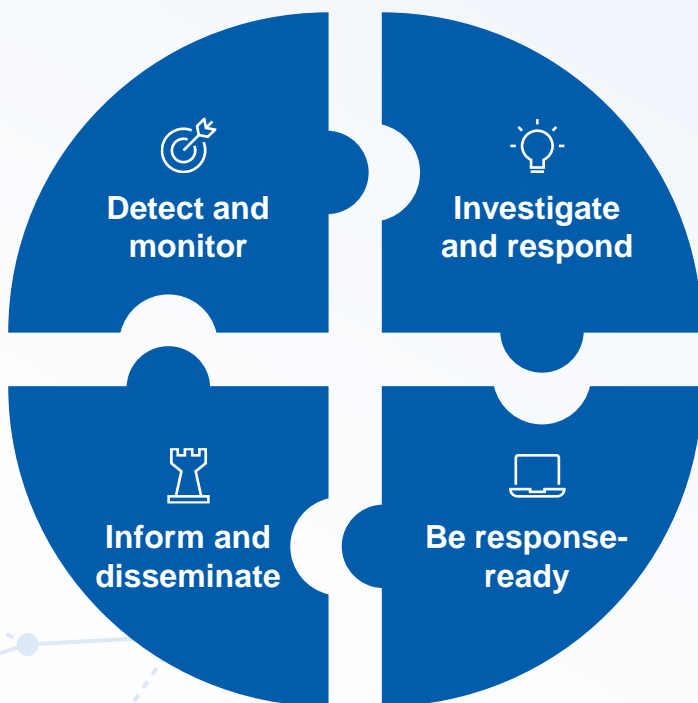 Detect and
monitor
Investigate
and respond
Inform and
disseminate
Be response-
ready